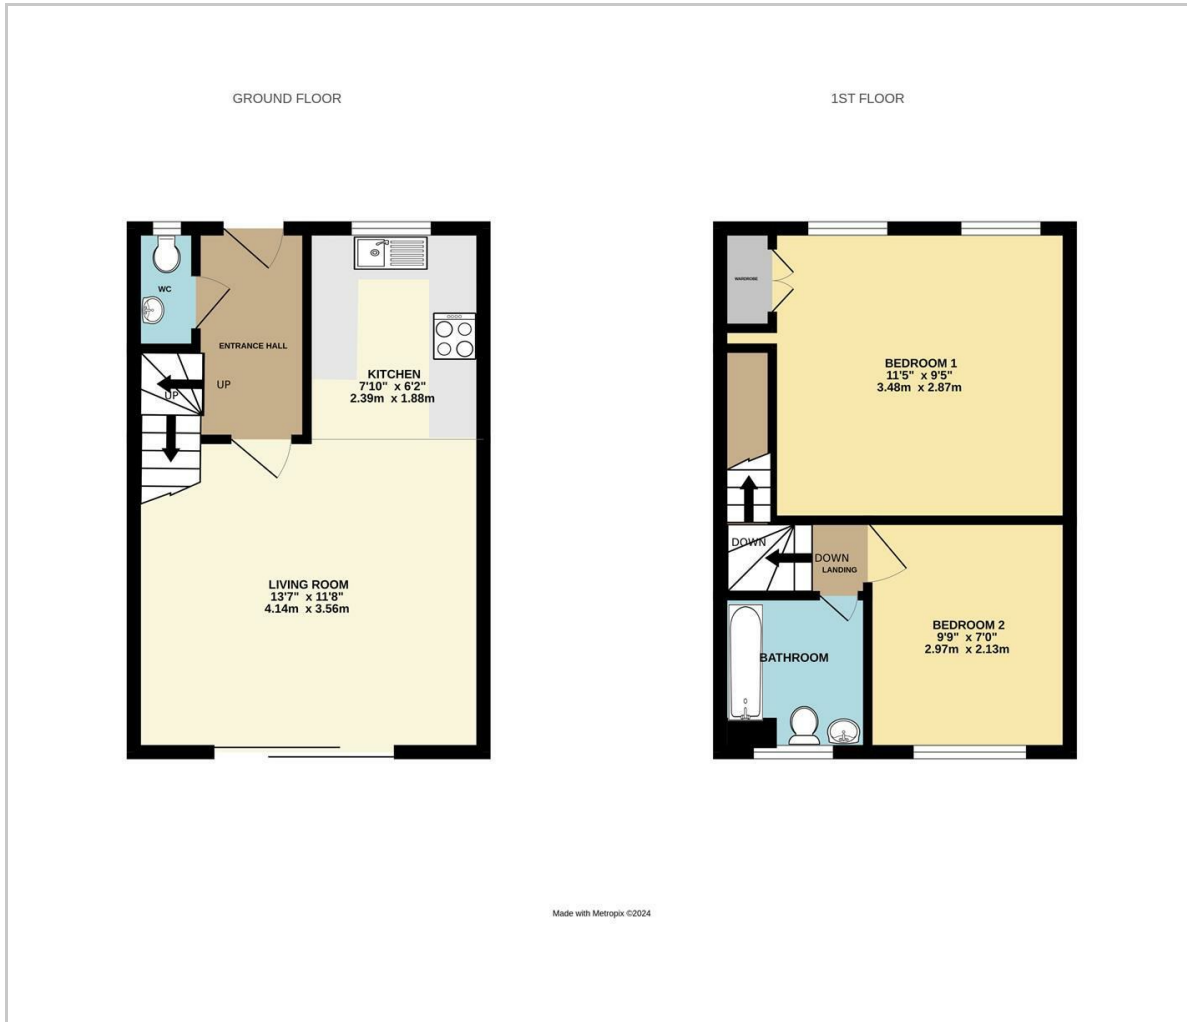 GROUND FLOOR
WC
ENTRANCE HALL
UP
UP
KITCHEN
7'10" x 6'2"
2.39m x 1.88m
LIVING ROOM
13'7" x 11'8"
4.14m x 3.56m
1ST FLOOR
WARDROBE
BEDROOM 1
11'5" x 9'5"
3.48m x 2.87m
DOWN
DOWN
LANDING
BATHROOM
BEDROOM 2
9'9" x 7'0"
2.97m x 2.13m
Made with Metropix ©2024